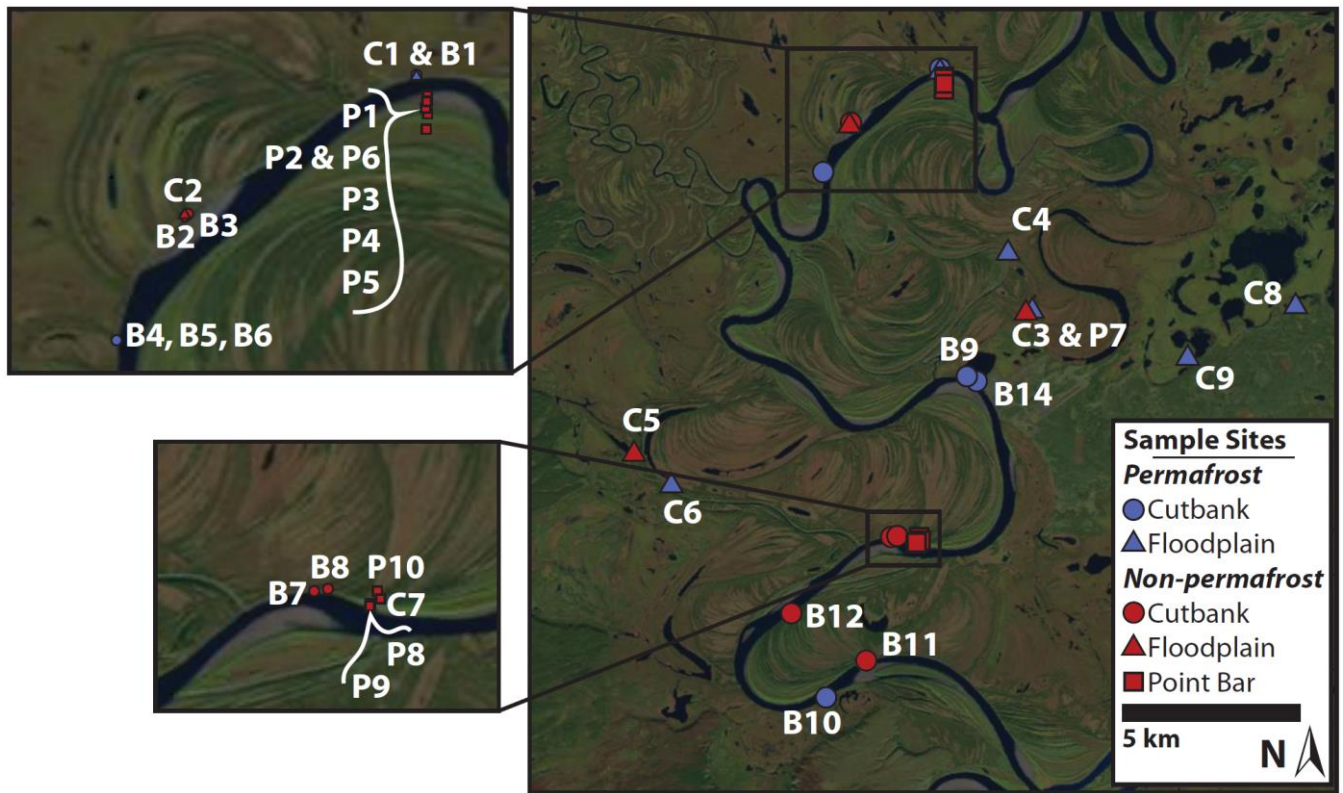 C1 & B1
P1
P2 & P6
P3
P4
P5
C2
B3
B2
B4, B5, B6
B7
B8
P10
C7
P8
P9
C4
C8
C3 & P7
B9
C9
B14
C5
C6
B12
B11
B10
Sample Sites
Permafrost
Cutbank
Floodplain
Non-permafrost
Cutbank
Floodplain
Point Bar
5 km
N